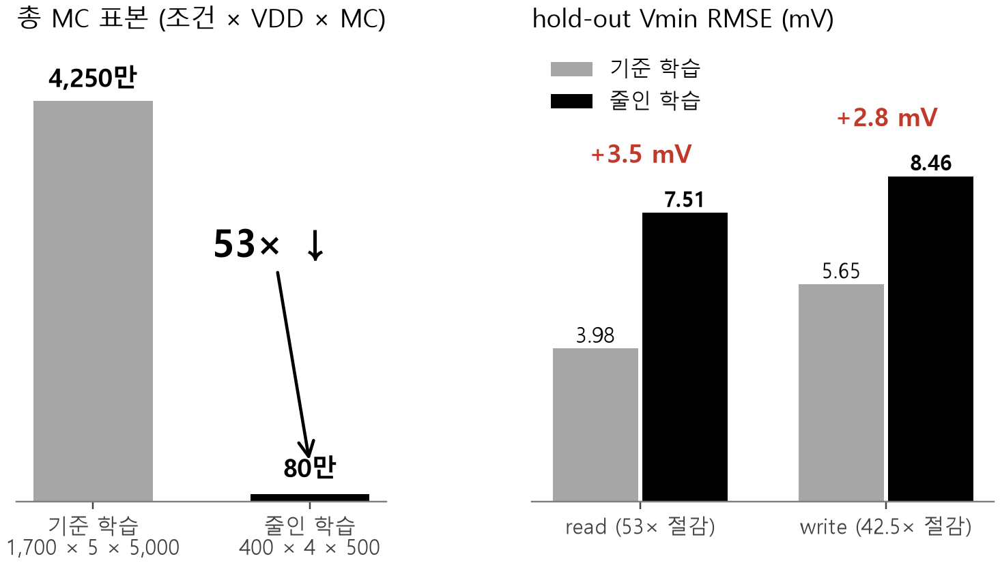 총 MC 표본 (조건 × VDD × MC)
4,250만
53× ↓
80만
기준 학습
1,700 × 5 × 5,000
줄인 학습
400 × 4 × 500
hold-out Vmin RMSE (mV)
기준 학습
줄인 학습
+3.5 mV
+2.8 mV
3.98
7.51
5.65
8.46
read (53× 절감)
write (42.5× 절감)